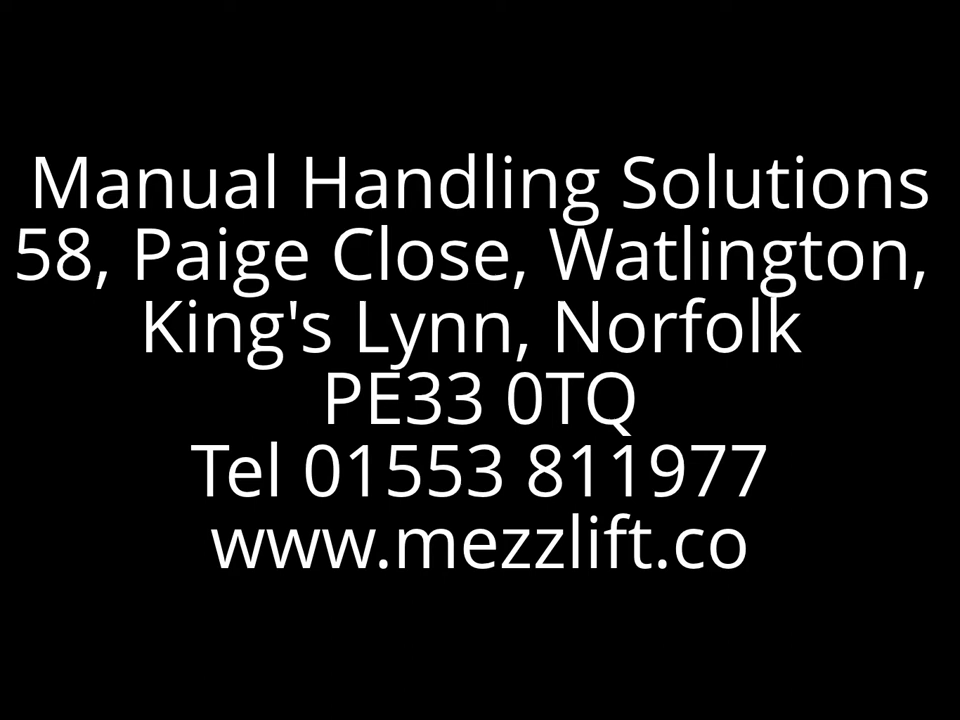 Manual Handling Solutions
58, Paige Close, Watlington,
King's Lynn, Norfolk
PE33 0TQ
Tel 01553 811977
www.mezzlift.co